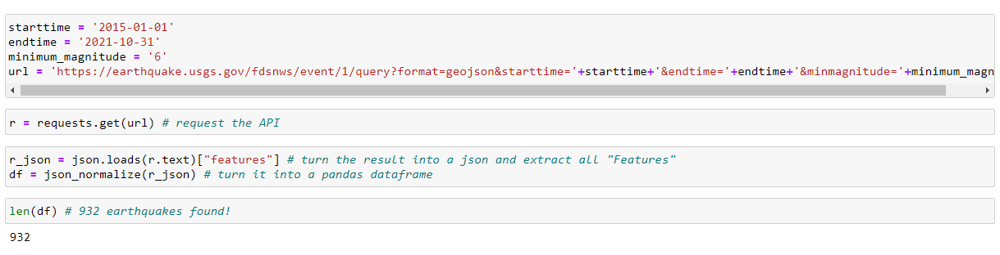 starttime = '2015-01-01'
endtime = '2021-10-31'
minimum_magnitude = '6'
url = 'https://earthquake.usgs.gov/fdsnws/event/1/query?format=geojson&starttime='+starttime+'&endtime='+endtime+'&minmagnitude='+minimum_magn
r = requests.get(url) # request the API
r_json = json.loads(r.text)["features"] # turn the result into a json and extract all "Features"
df = json_normalize(r_json) # turn it into a pandas dataframe
len(df) # 932 earthquakes found!
932